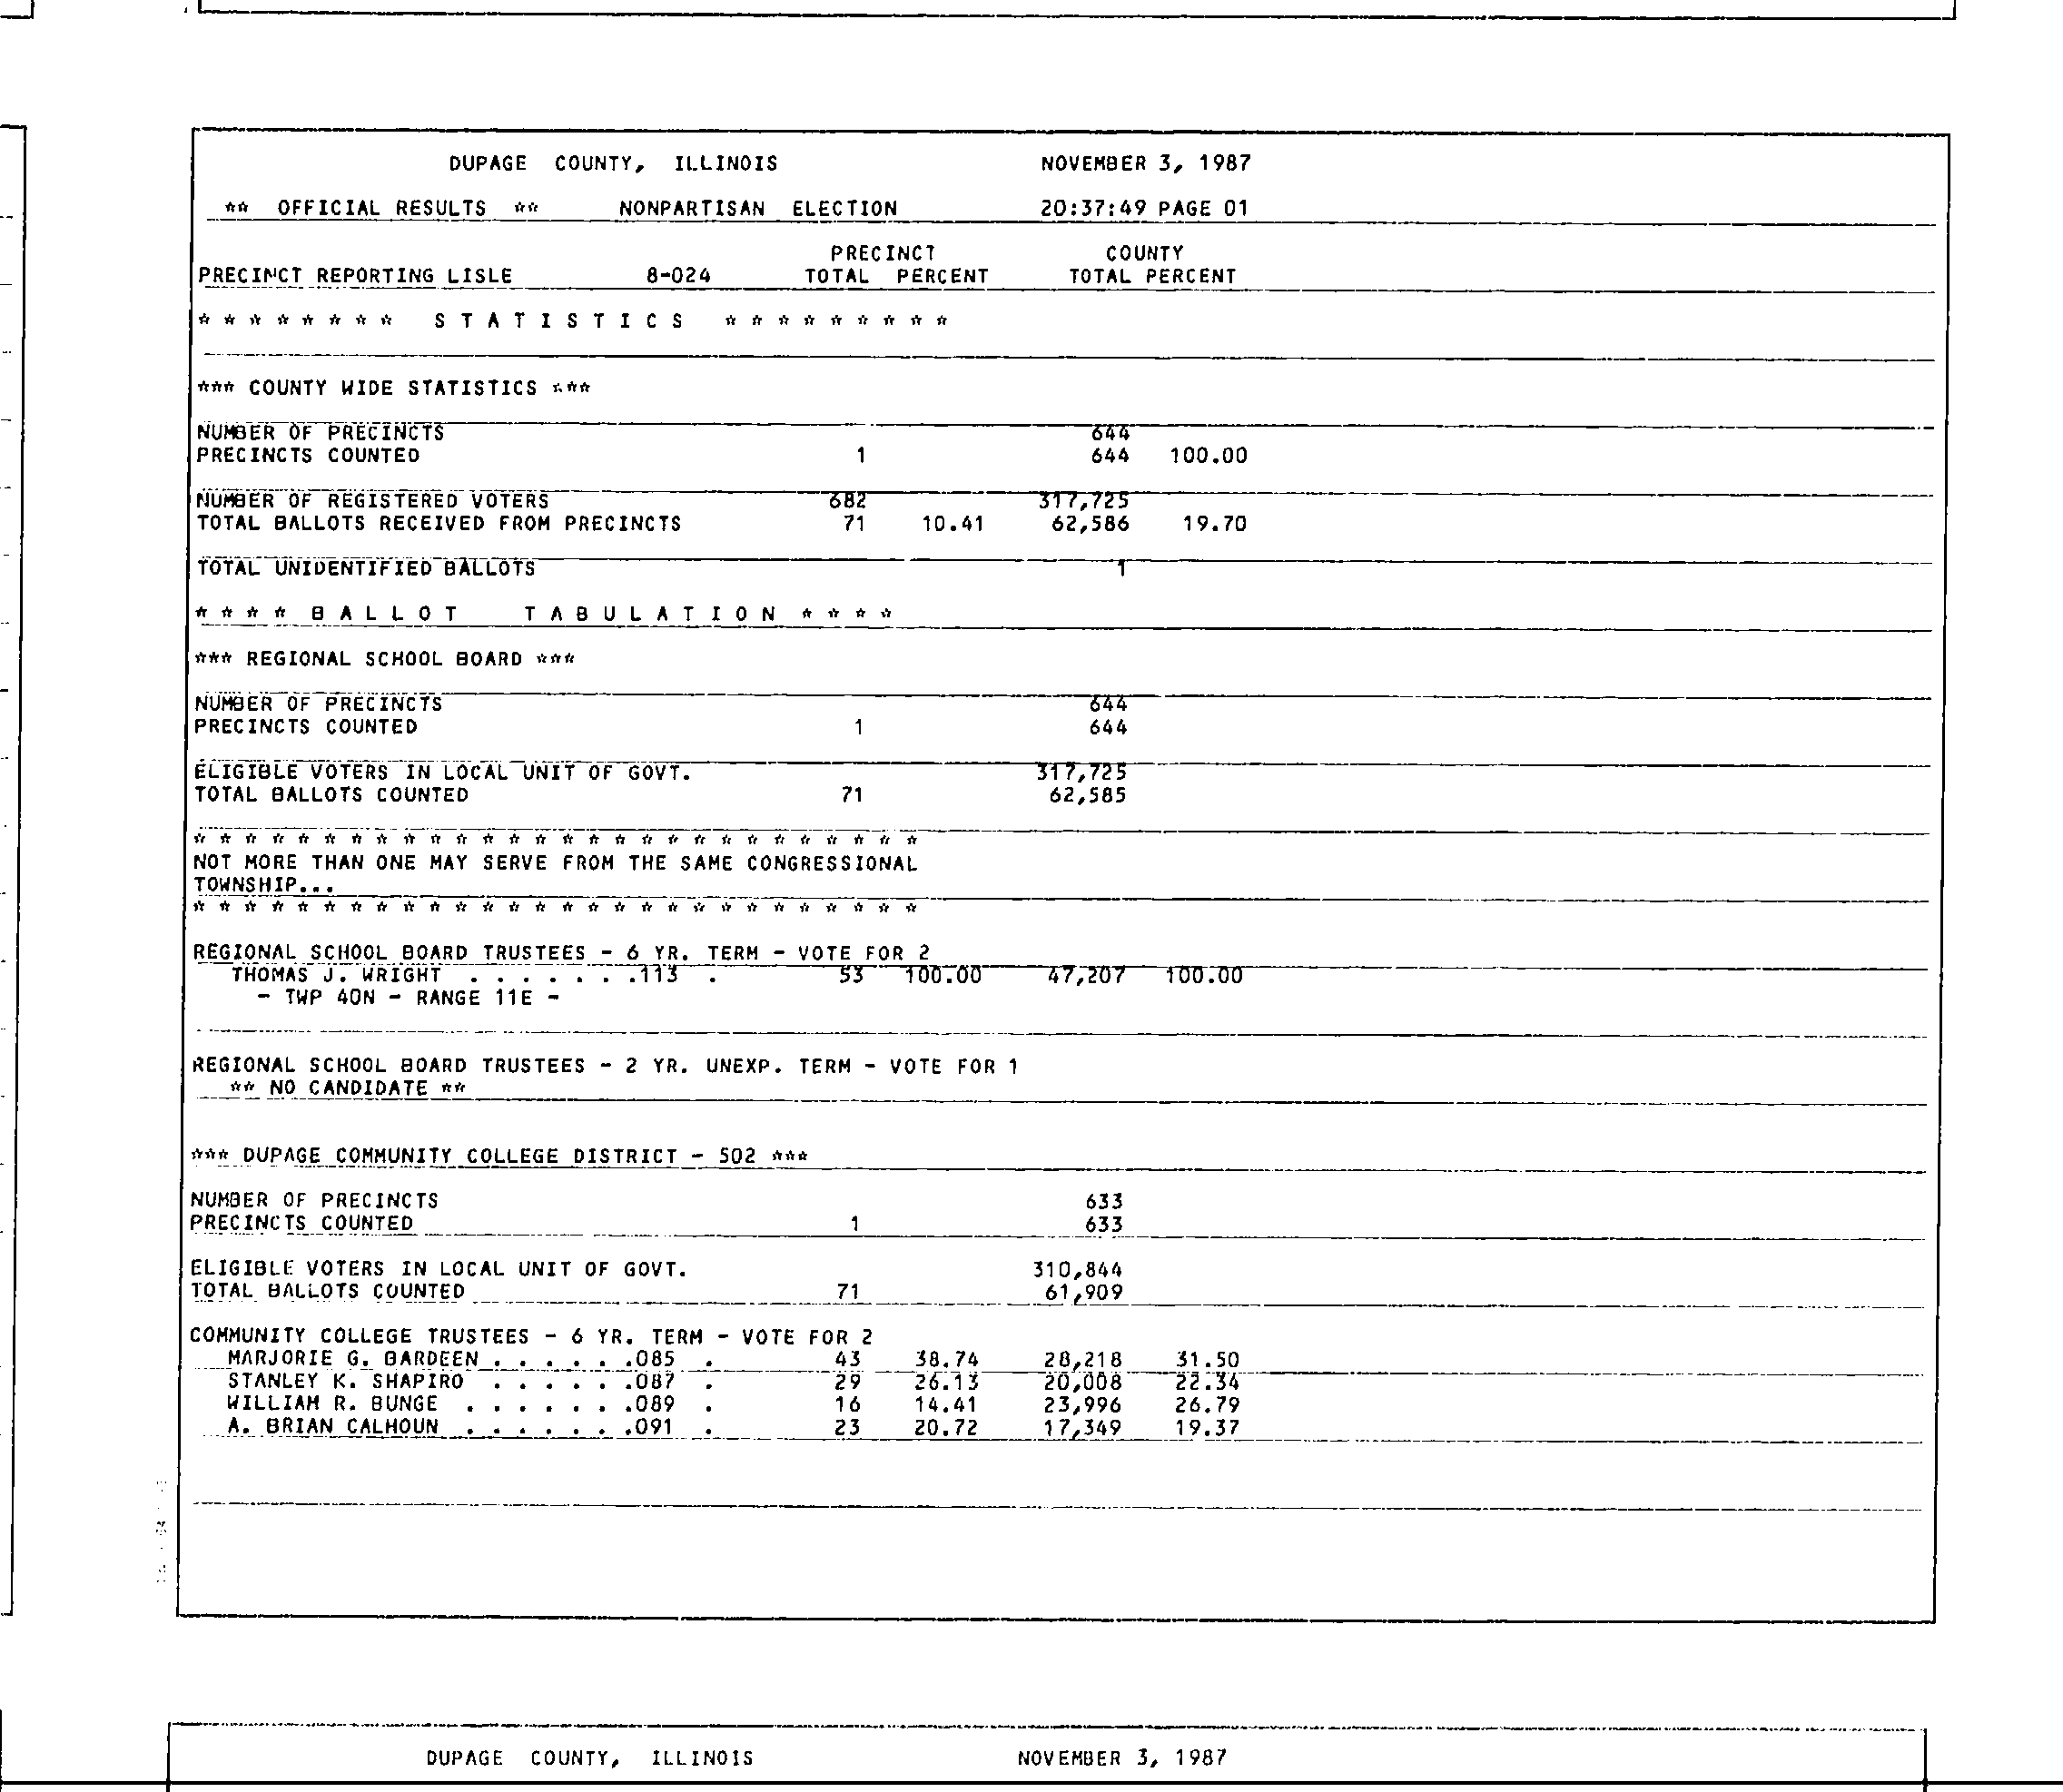 DUPAGE COUNTY, ILLINOIS NOVEMBER 3, 1987
** OFFICIAL RESULTS ** NONPARTISAN ELECTION 20:37:49 PAGE 01
PRECINCT COUNTY
PRECINCT REPORTING LISLE 8-024 TOTAL PERCENT TOTAL PERCENT
* * * * * * * * S T A T I S T I C S * * * * * * * * *
*** COUNTY WIDE STATISTICS ***
NUMBER OF PRECINCTS 644
PRECINCTS COUNTED 1 644 100.00
NUMBER OF REGISTERED VOTERS 682 317,725
TOTAL BALLOTS RECEIVED FROM PRECINCTS 71 10.41 62,586 19.70
TOTAL UNIDENTIFIED BALLOTS 1
* * * * B A L L O T T A B U L A T I O N * * * *
*** REGIONAL SCHOOL BOARD ***
NUMBER OF PRECINCTS 644
PRECINCTS COUNTED 1 644
ELIGIBLE VOTERS IN LOCAL UNIT OF GOVT. 317,725
TOTAL BALLOTS COUNTED 71 62,585
* * * * * * * * * * * * * * * * * * * * * * * * * * * *
NOT MORE THAN ONE MAY SERVE FROM THE SAME CONGRESSIONAL
TOWNSHIP...
* * * * * * * * * * * * * * * * * * * * * * * * * * * *
REGIONAL SCHOOL BOARD TRUSTEES - 6 YR. TERM - VOTE FOR 2
THOMAS J. WRIGHT . . . . . . .113 . 53 100.00 47,207 100.00
- TWP 40N - RANGE 11E -
REGIONAL SCHOOL BOARD TRUSTEES - 2 YR. UNEXP. TERM - VOTE FOR 1
** NO CANDIDATE **
*** DUPAGE COMMUNITY COLLEGE DISTRICT - 502 ***
NUMBER OF PRECINCTS 633
PRECINCTS COUNTED 1 633
ELIGIBLE VOTERS IN LOCAL UNIT OF GOVT. 310,844
TOTAL BALLOTS COUNTED 71 61,909
COMMUNITY COLLEGE TRUSTEES - 6 YR. TERM - VOTE FOR 2
MARJORIE G. BARDEEN . . . . . .085 . 43 38.74 28,218 31.50
STANLEY K. SHAPIRO . . . . . .087 . 29 26.13 20,008 22.34
WILLIAM R. BUNGE . . . . . . .089 . 16 14.41 23,996 26.79
A. BRIAN CALHOUN . . . . . . .091 . 23 20.72 17,349 19.37
DUPAGE COUNTY, ILLINOIS NOVEMBER 3, 1987